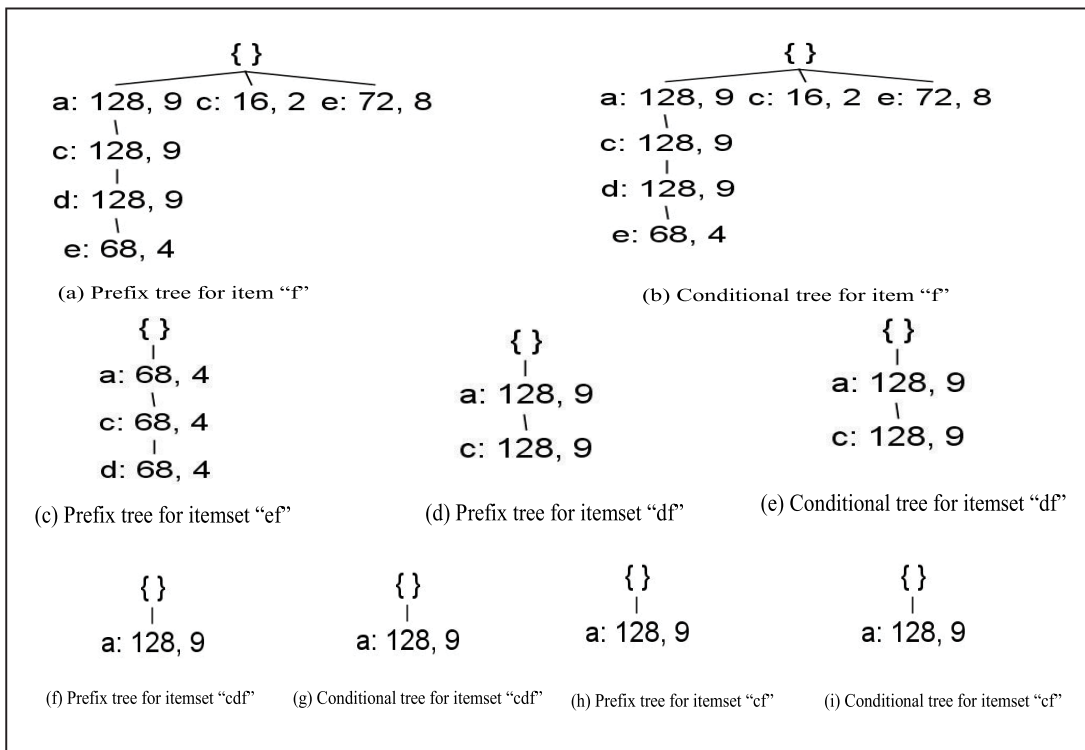 { } { }
a: 128, 9 c: 16, 2 e: 72, 8 a: 128, 9 c: 16, 2 e: 72, 8
c: 128, 9 c: 128, 9
d: 128, 9 d: 128, 9
e: 68, 4 e: 68, 4
(a) Prefix tree for item “f” (b) Conditional tree for item “f”
{ }
a: 68, 4
c: 68, 4
d: 68, 4
(c) Prefix tree for itemset “ef”
{ }
a: 128, 9
c: 128, 9
(d) Prefix tree for itemset “df”
{ }
a: 128, 9
c: 128, 9
(e) Conditional tree for itemset “df”
{ }
a: 128, 9
(f) Prefix tree for itemset “cdf”
{ }
a: 128, 9
(g) Conditional tree for itemset “cdf”
{ }
a: 128, 9
(h) Prefix tree for itemset “cf”
{ }
a: 128, 9
(i) Conditional tree for itemset “cf”